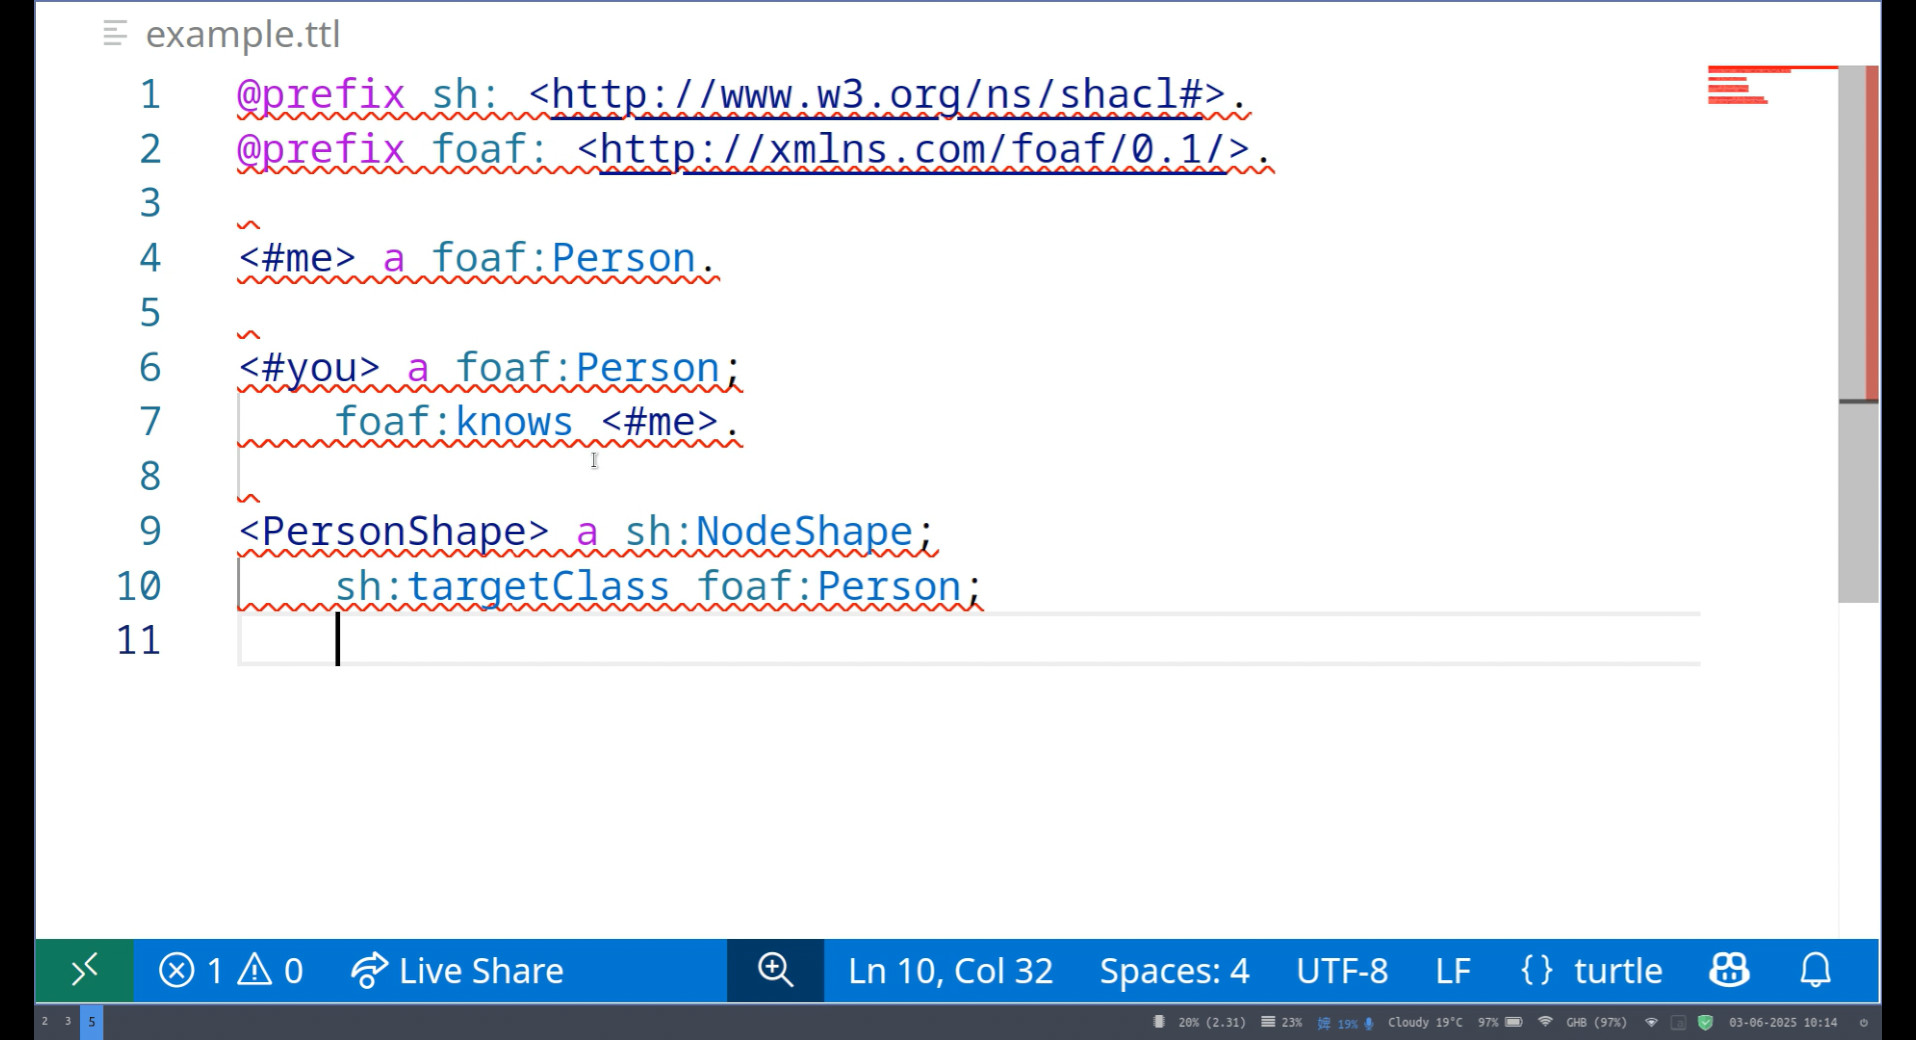 example.ttl
1 @prefix sh: <http://www.w3.org/ns/shacl#>.
2 @prefix foaf: <http://xmlns.com/foaf/0.1/>.
3
4 <#me> a foaf:Person.
5
6 <#you> a foaf:Person;
7 foaf:knows <#me>.
8
9 <PersonShape> a sh:NodeShape;
10 sh:targetClass foaf:Person;
11
1 0 Live Share Ln 10, Col 32 Spaces: 4 UTF-8 LF {} turtle
2 3 5 20% (2.31) 23% 19% Cloudy 19°C 97% GHB (97%) 03-06-2025 10:14